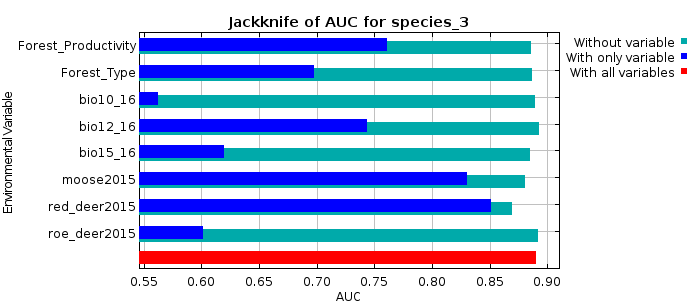 Jackknife of AUC for species_3
Environmental Variable
Forest_Productivity
Forest_Type
bio10_16
bio12_16
bio15_16
moose2015
red_deer2015
roe_deer2015
0.55 0.60 0.65 0.70 0.75 0.80 0.85 0.90
AUC
Without variable
With only variable
With all variables